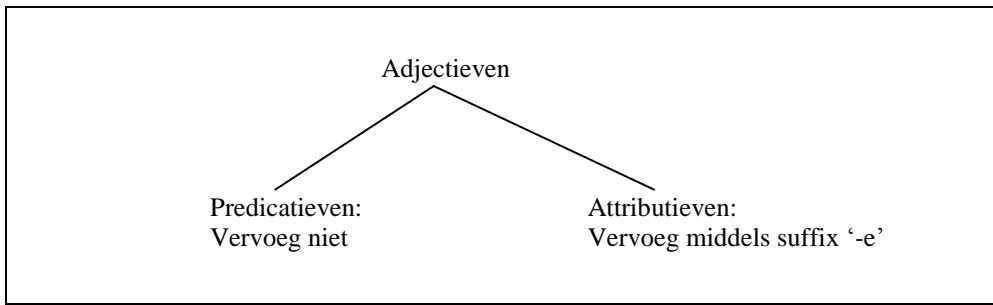 Adjectieven
Predicatieven:
Vervoeg niet
Attributieven:
Vervoeg middels suffix ‘-e’